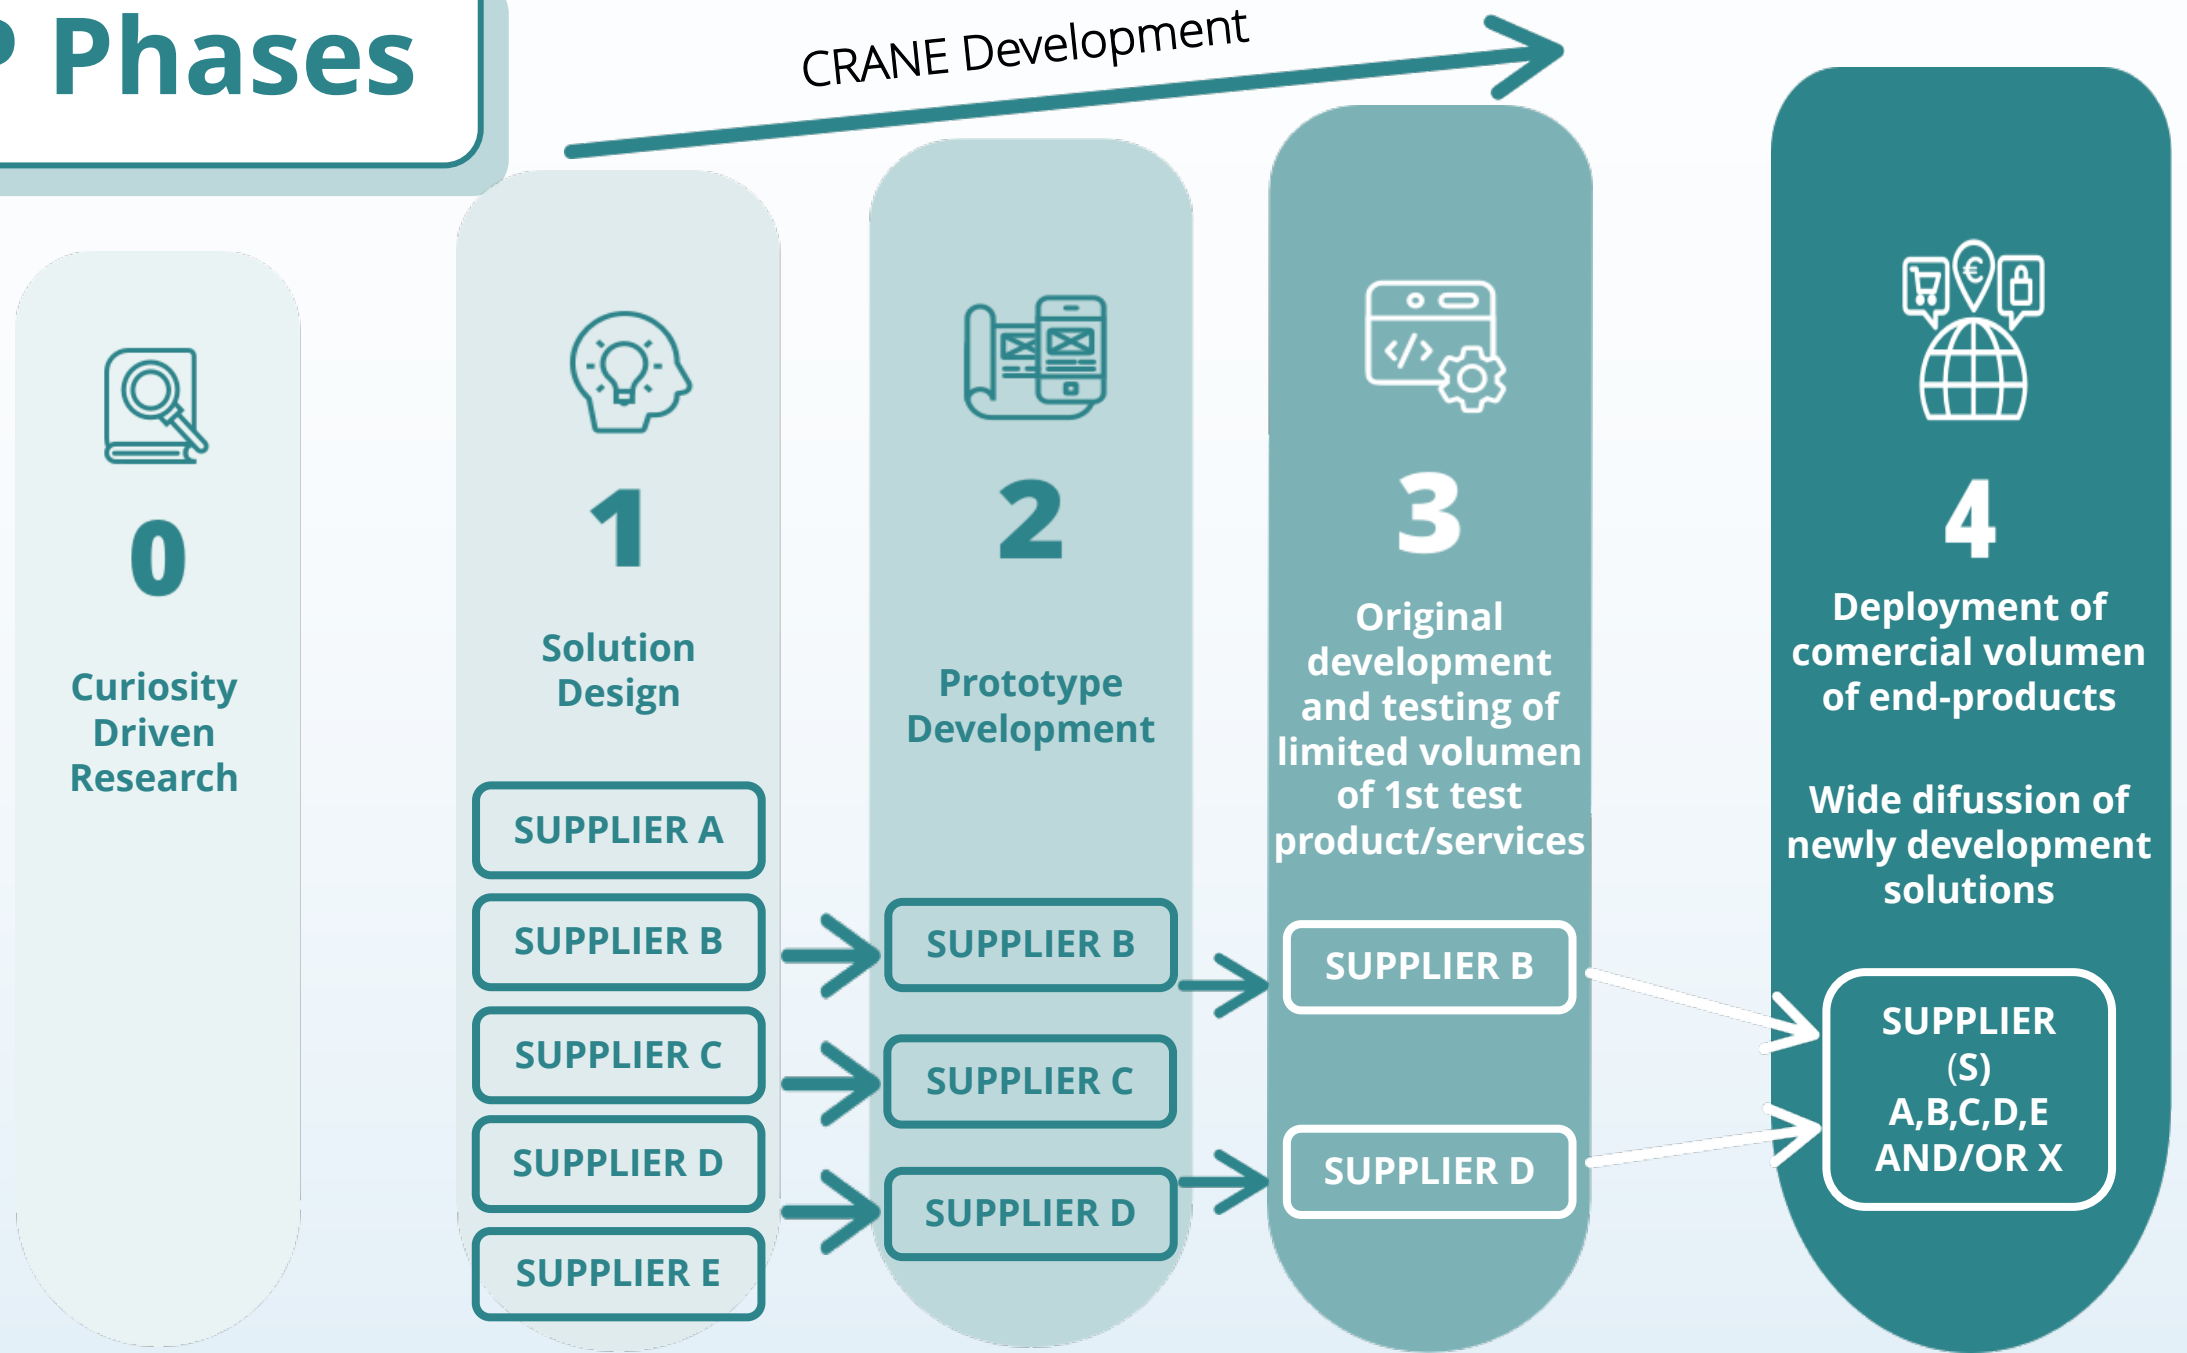 P Phases
CRANE Development
0
Curiosity
Driven
Research
1
Solution
Design
SUPPLIER A
SUPPLIER B
SUPPLIER C
SUPPLIER D
SUPPLIER E
2
Prototype
Development
SUPPLIER B
SUPPLIER C
SUPPLIER D
3
Original
development
and testing of
limited volumen
of 1st test
product/services
SUPPLIER B
SUPPLIER D
€
4
Deployment of
comercial volumen
of end-products
Wide difussion of
newly development
solutions
SUPPLIER
(S)
A,B,C,D,E
AND/OR X